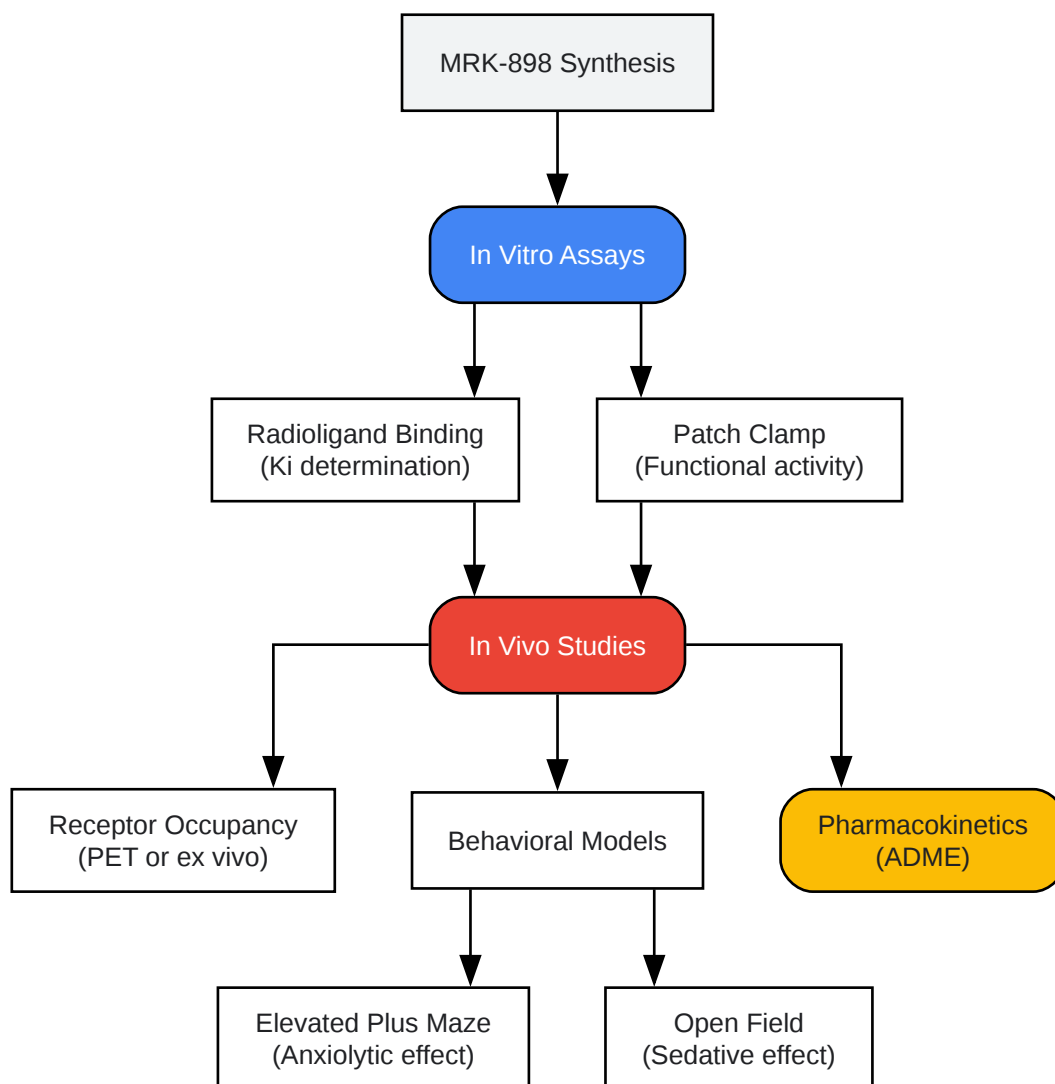 MRK-898 Synthesis
In Vitro Assays
Radioligand Binding
(Ki determination)
Patch Clamp
(Functional activity)
In Vivo Studies
Receptor Occupancy
(PET or ex vivo)
Behavioral Models
Pharmacokinetics
(ADME)
Elevated Plus Maze
(Anxiolytic effect)
Open Field
(Sedative effect)